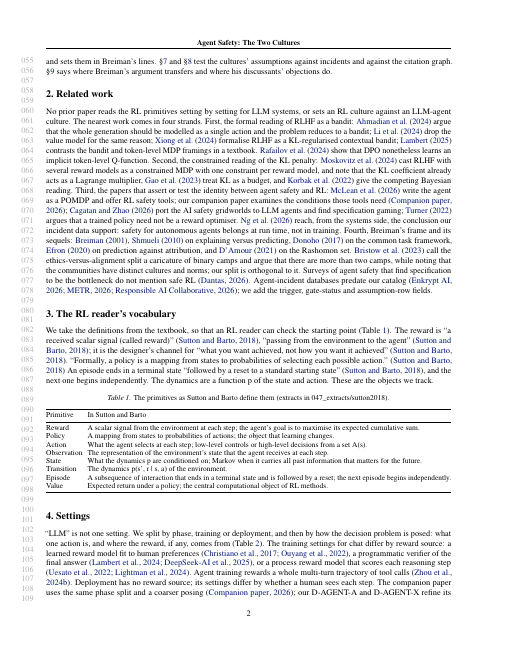 Agent Safety: The Two Cultures
055 and sets them in Breiman's lines. §7 and §8 test the cultures' assumptions against incidents and against the citation graph.
056 §9 says where Breiman's argument transfers and where his discussants' objections do.
057
058 2. Related work
059
060 No prior paper reads the RL primitives setting by setting for LLM systems, or sets an RL culture against an LLM-agent
061 culture. The nearest work comes in four strands. First, the formal reading of RLHF as a bandit: Ahmadian et al. (2024) argue
062 that the whole generation should be modelled as a single action and the problem reduces to a bandit; Li et al. (2024) drop the
063 value model for the same reason; Xiong et al. (2024) formalise RLHF as a KL-regularised contextual bandit; Lambert (2025)
064 contrasts the bandit and token-level MDP framings in a textbook. Rafailov et al. (2024) show that DPO nonetheless learns an
065 implicit token-level Q-function. Second, the constrained reading of the KL penalty: Moskovitz et al. (2024) cast RLHF with
066 several reward models as a constrained MDP with one constraint per reward model, and note that the KL coefficient already
067 acts as a Lagrange multiplier, Gao et al. (2023) treat KL as a budget, and Korbak et al. (2022) give the competing Bayesian
068 reading. Third, the papers that assert or test the identity between agent safety and RL: McLean et al. (2026) write the agent
069 as a POMDP and offer RL safety tools; our companion paper examines the conditions those tools need (Companion paper,
070 2026); Cagatan and Zhao (2026) port the AI safety gridworlds to LLM agents and find specification gaming; Turner (2022)
071 argues that a trained policy need not be a reward optimiser. Ng et al. (2026) reach, from the systems side, the conclusion our
072 incident data support: safety for autonomous agents belongs at run time, not in training. Fourth, Breiman's frame and its
073 sequels: Breiman (2001), Shmueli (2010) on explaining versus predicting, Donoho (2017) on the common task framework,
074 Efron (2020) on prediction against attribution, and D'Amour (2021) on the Rashomon set. Bristow et al. (2023) call the
075 ethics-versus-alignment split a caricature of binary camps and argue that there are more than two camps, while noting that
076 the communities have distinct cultures and norms; our split is orthogonal to it. Surveys of agent safety that find specification
077 to be the bottleneck do not mention safe RL (Dantas, 2026). Agent-incident databases predate our catalog (Enkrypt AI,
078 2026; METR, 2026; Responsible AI Collaborative, 2026); we add the trigger, gate-status and assumption-row fields.
079
080 3. The RL reader's vocabulary
081
082 We take the definitions from the textbook, so that an RL reader can check the starting point (Table 1). The reward is "a
083 received scalar signal (called reward)" (Sutton and Barto, 2018), "passing from the environment to the agent" (Sutton and
084 Barto, 2018); it is the designer's channel for "what you want achieved, not how you want it achieved" (Sutton and Barto,
085 2018). "Formally, a policy is a mapping from states to probabilities of selecting each possible action." (Sutton and Barto,
086 2018) An episode ends in a terminal state "followed by a reset to a standard starting state" (Sutton and Barto, 2018), and the
087 next one begins independently. The dynamics are a function p of the state and action. These are the objects we track.
088
089 Table 1. The primitives as Sutton and Barto define them (extracts in 047_extracts/sutton2018).
090
091 Primitive In Sutton and Barto
092 Reward A scalar signal from the environment at each step; the agent's goal is to maximise its expected cumulative sum.
093 Policy A mapping from states to probabilities of actions; the object that learning changes.
094 Action What the agent selects at each step; low-level controls or high-level decisions from a set A(s).
095 Observation The representation of the environment's state that the agent receives at each step.
096 State What the dynamics p are conditioned on; Markov when it carries all past information that matters for the future.
097 Transition The dynamics p(s', r | s, a) of the environment.
098 Episode A subsequence of interaction that ends in a terminal state and is followed by a reset; the next episode begins independently.
099 Value Expected return under a policy; the central computational object of RL methods.
100
101 4. Settings
102
103 "LLM" is not one setting. We split by phase, training or deployment, and then by how the decision problem is posed: what
104 one action is, and where the reward, if any, comes from (Table 2). The training settings for chat differ by reward source: a
105 learned reward model fit to human preferences (Christiano et al., 2017; Ouyang et al., 2022), a programmatic verifier of the
106 final answer (Lambert et al., 2024; DeepSeek-AI et al., 2025), or a process reward model that scores each reasoning step
107 (Uesato et al., 2022; Lightman et al., 2024). Agent training rewards a whole multi-turn trajectory of tool calls (Zhou et al.,
108 2024b). Deployment has no reward source; its settings differ by whether a human sees each step. The companion paper
109 uses the same phase split and a coarser posing (Companion paper, 2026); our D-AGENT-A and D-AGENT-X refine its
2